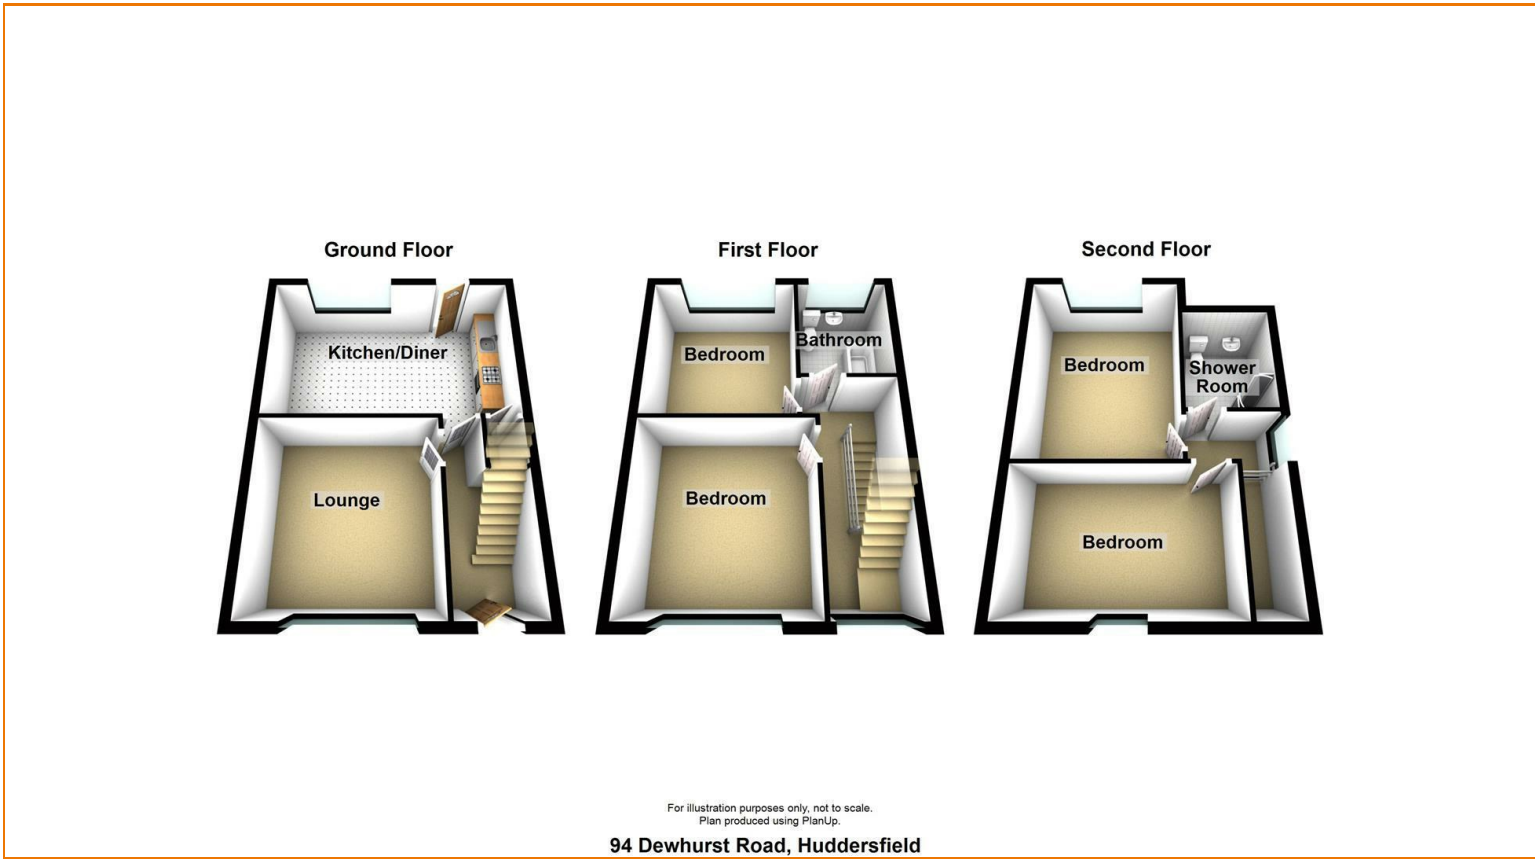 Ground Floor
First Floor
Second Floor
Kitchen/Diner
Lounge
Bedroom
Bathroom
Bedroom
Bedroom
Shower
Room
Bedroom
For illustration purposes only, not to scale.
Plan produced using PlanUp.
94 Dewhurst Road, Huddersfield